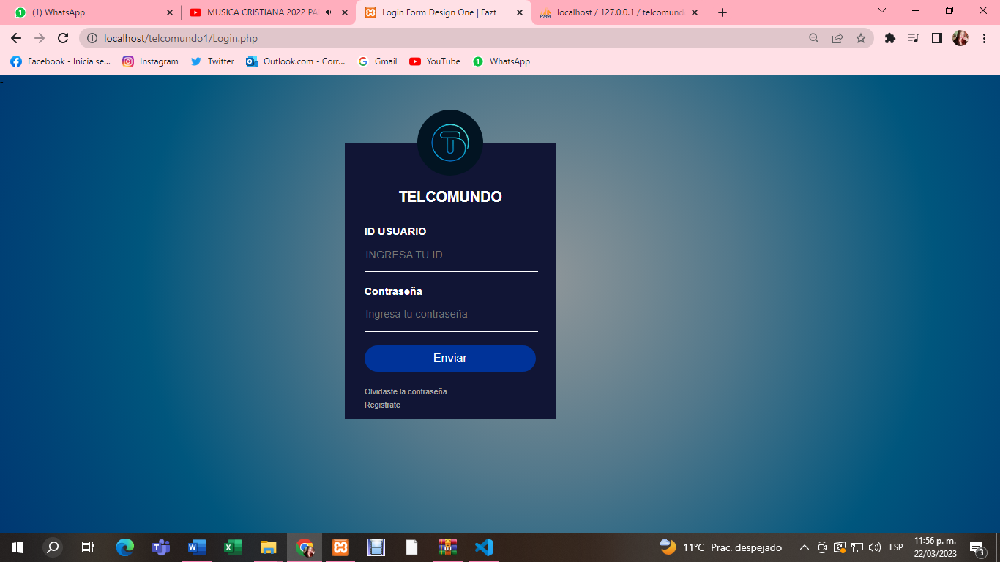 (1) WhatsApp
MUSICA CRISTIANA 2022 PA
Login Form Design One | Fazt
localhost / 127.0.0.1 / telcomund
localhost/telcomundo1/Login.php
Facebook - Inicia se...
Instagram
Twitter
Outlook.com - Corr...
Gmail
YouTube
WhatsApp
-
TELCOMUNDO
ID USUARIO
INGRESA TU ID
Contraseña
Ingresa tu contraseña
Enviar
Olvidaste la contraseña
Registrate
11°C Prac. despejado
ESP
11:56 p. m.
22/03/2023
3